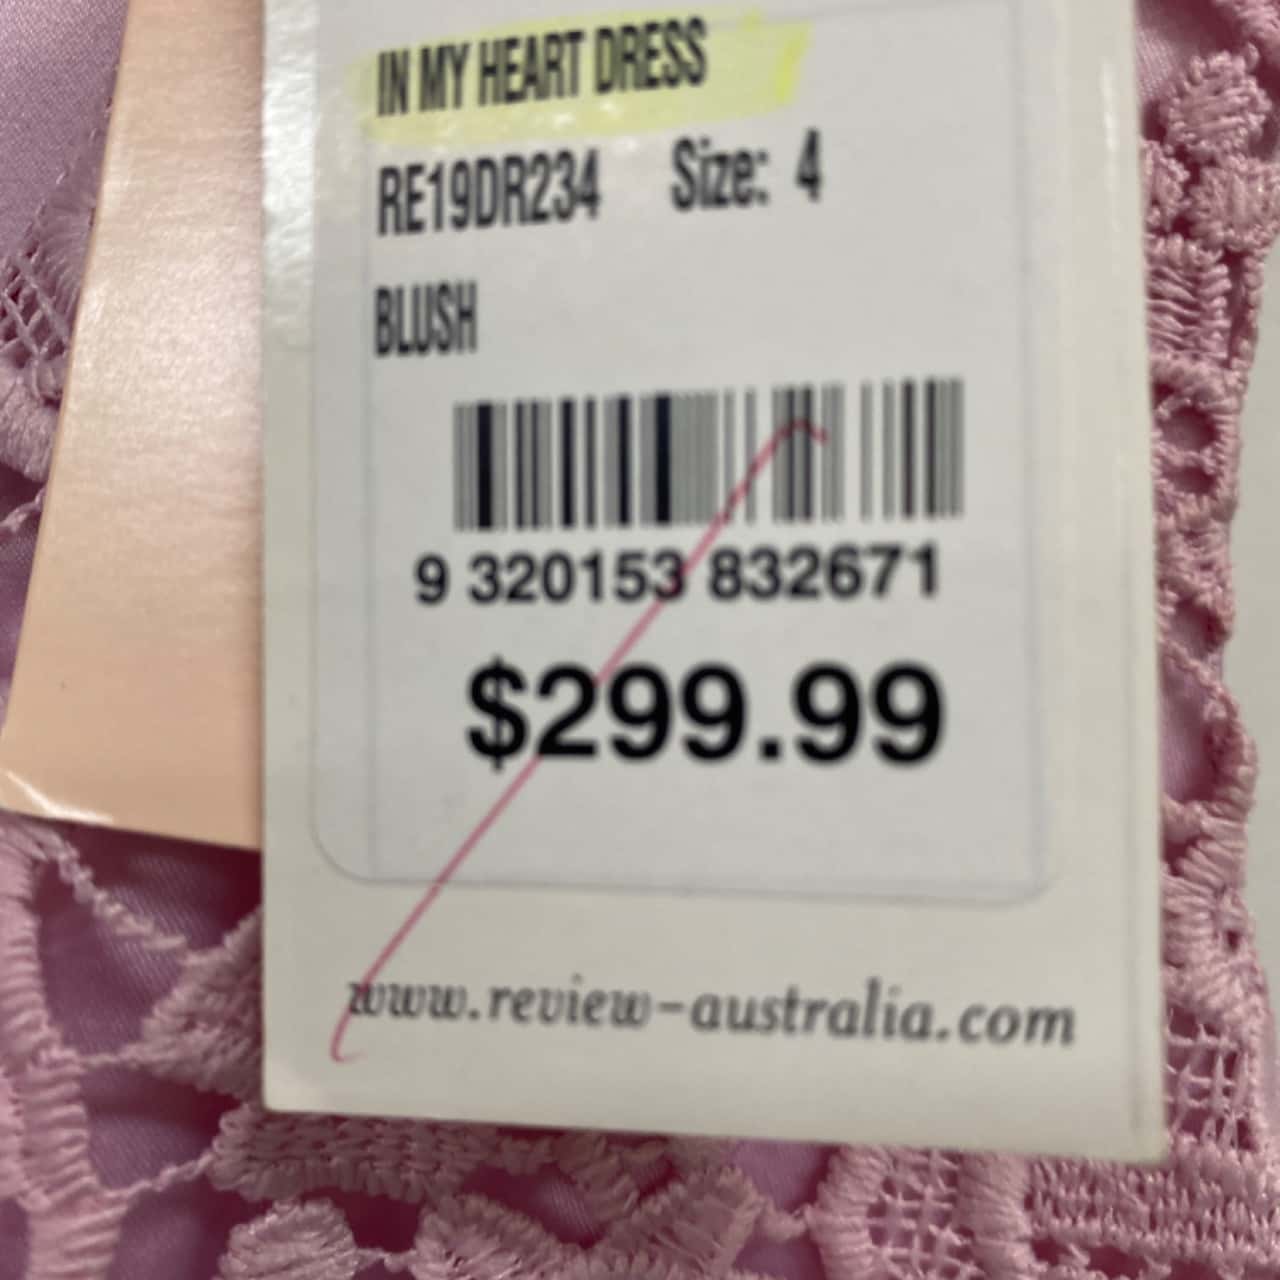 IN MY HEART DRESS
RE19DR234 Size: 4
BLUSH
9 320153 832671
$299.99
www.review-australia.com